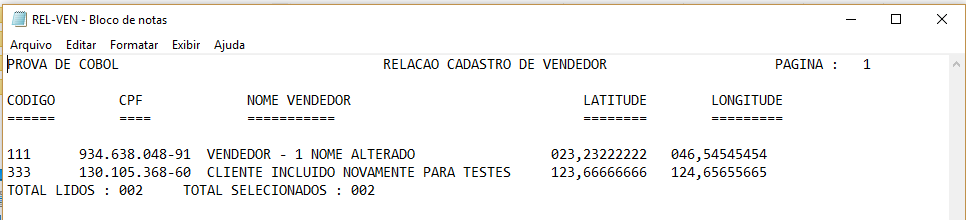 REL-VEN - Bloco de notas
Arquivo Editar Formatar Exibir Ajuda
PROVA DE COBOL RELACAO CADASTRO DE VENDEDOR PAGINA : 1
CODIGO CPF NOME VENDEDOR LATITUDE LONGITUDE
====== ==== =========== ======== =========
111 934.638.048-91 VENDEDOR - 1 NOME ALTERADO 023,23222222 046,54545454
333 130.105.368-60 CLIENTE INCLUIDO NOVAMENTE PARA TESTES 123,66666666 124,65655665
TOTAL LIDOS : 002 TOTAL SELECIONADOS : 002